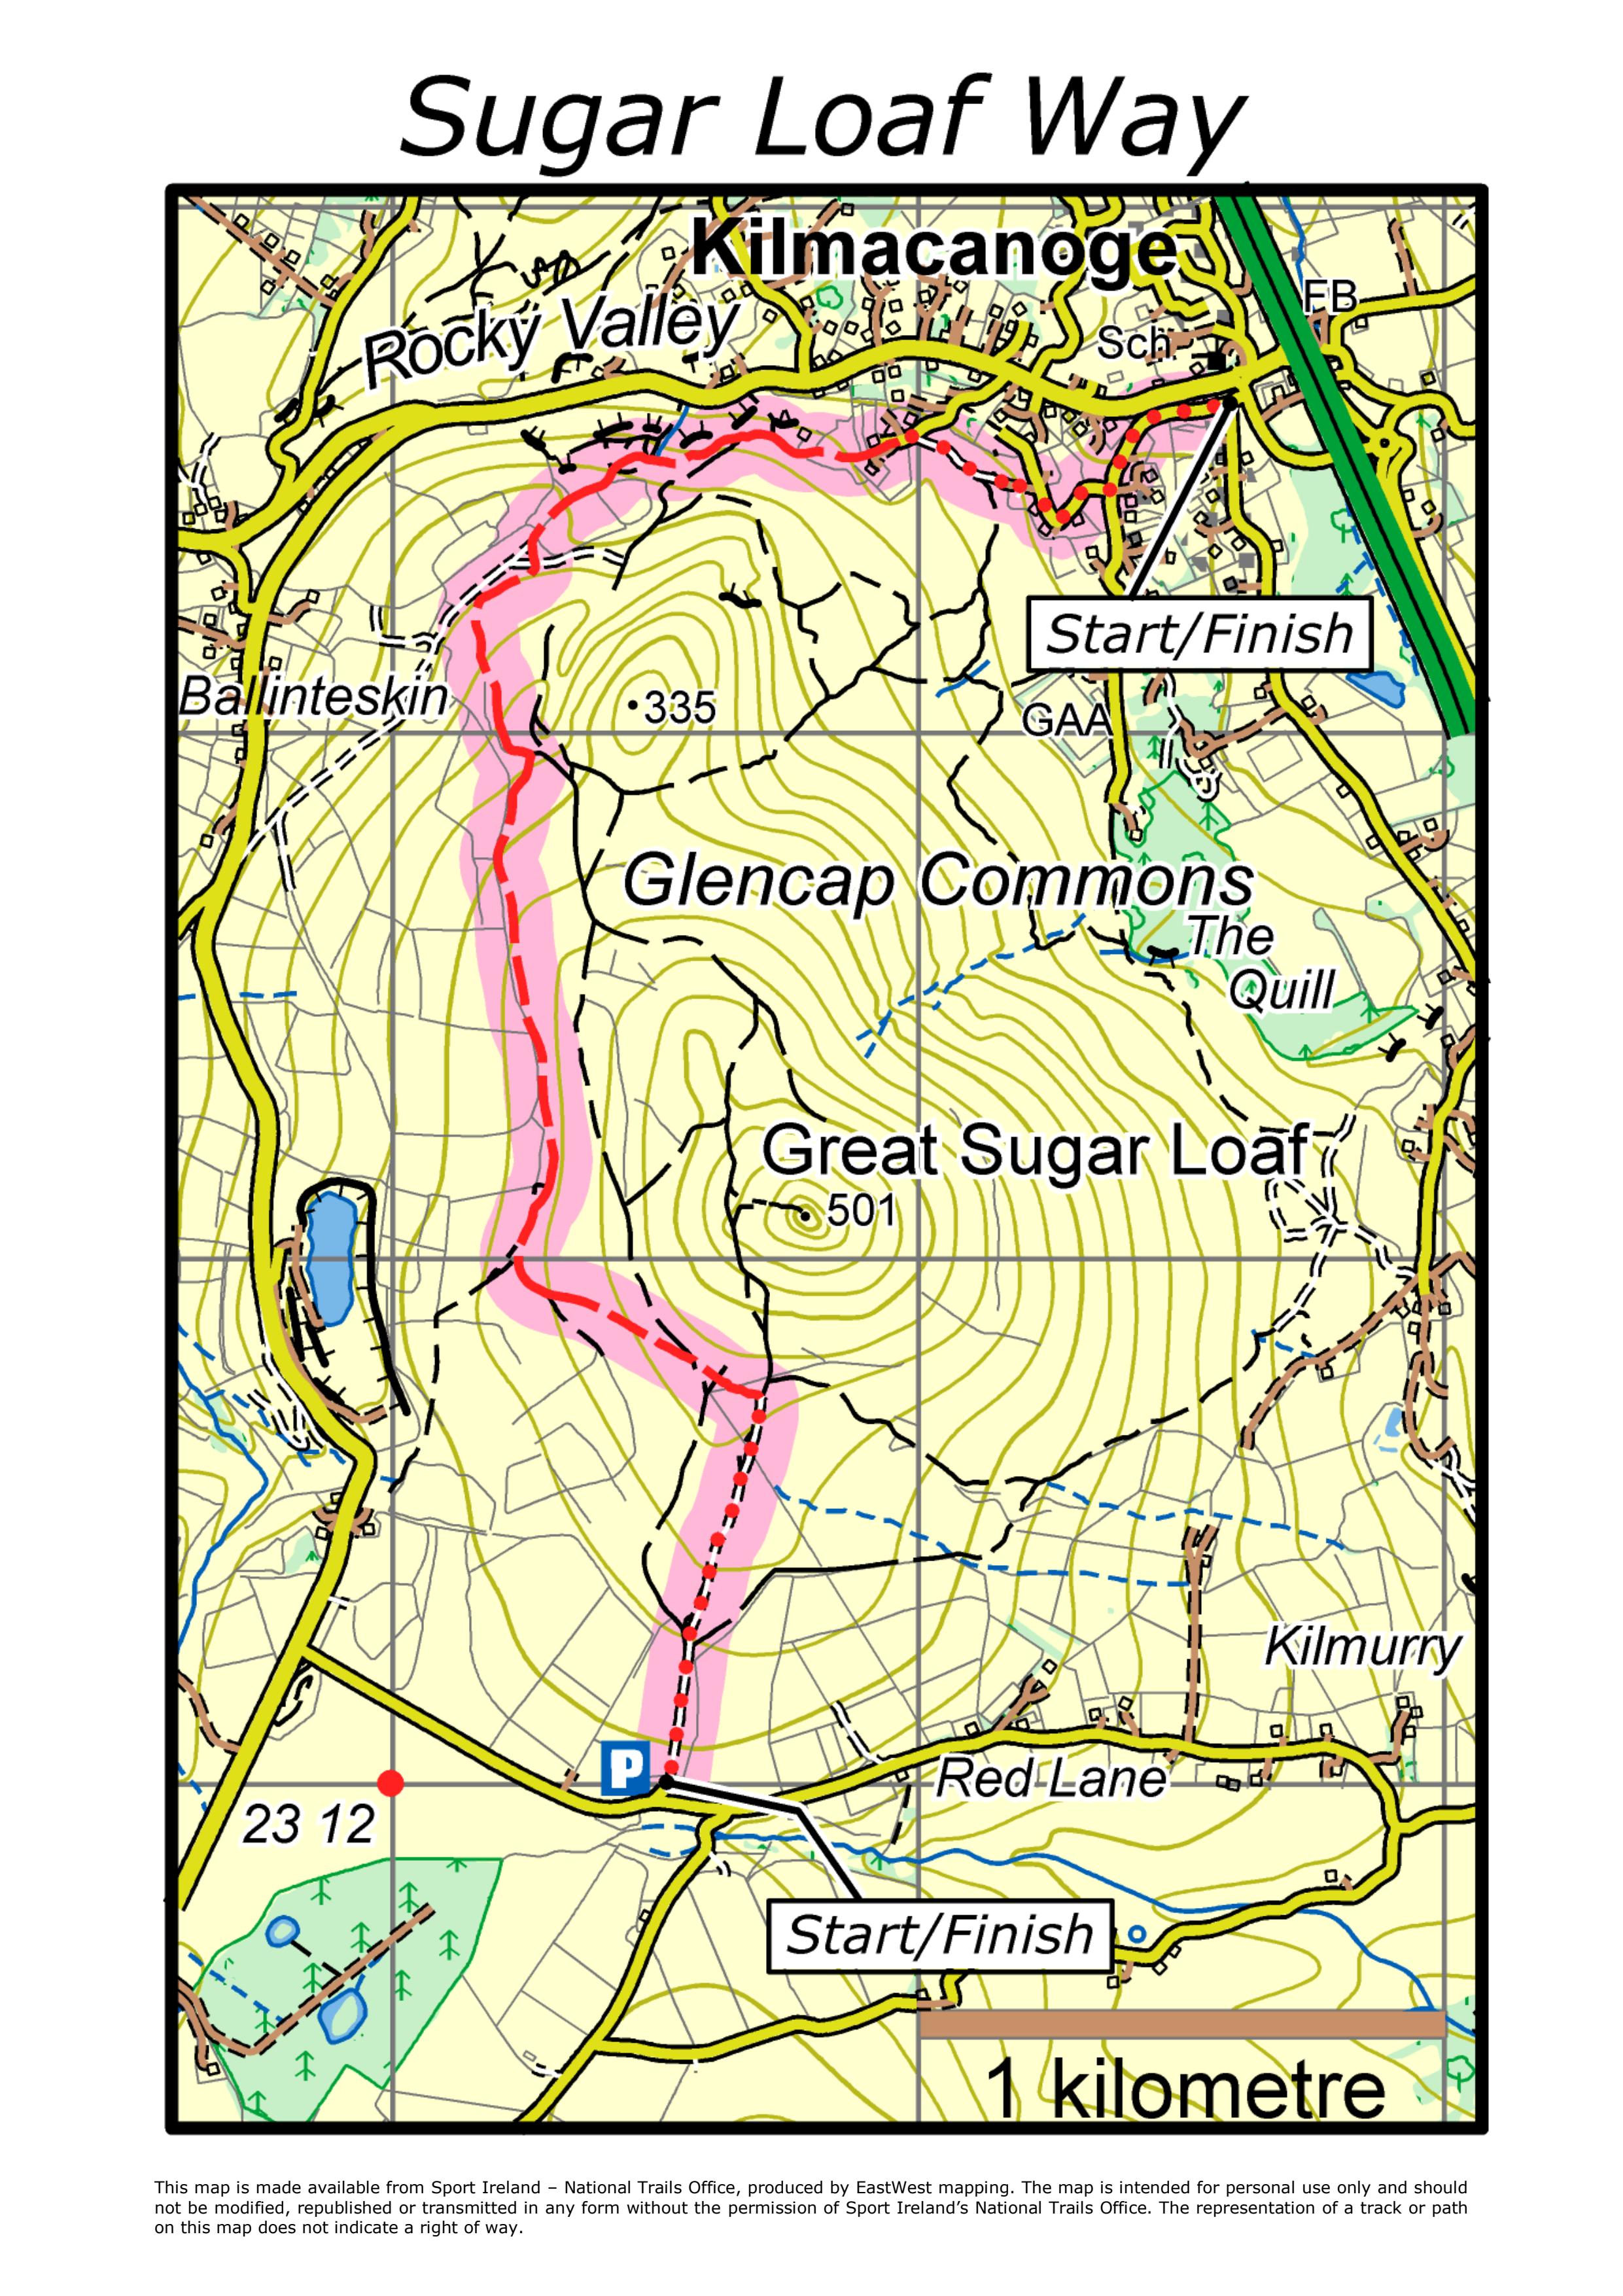 Sugar Loaf Way
Kilmacanoge
FB
Rocky Valley
Sch
Start/Finish
Ballinteskin
335
GAA
Glencap Commons
The
Quill
Great Sugar Loaf
501
Kilmurry
P
Red Lane
23 12
Start/Finish
1 kilometre
This map is made available from Sport Ireland – National Trails Office, produced by EastWest mapping. The map is intended for personal use only and should
not be modified, republished or transmitted in any form without the permission of Sport Ireland’s National Trails Office. The representation of a track or path
on this map does not indicate a right of way.